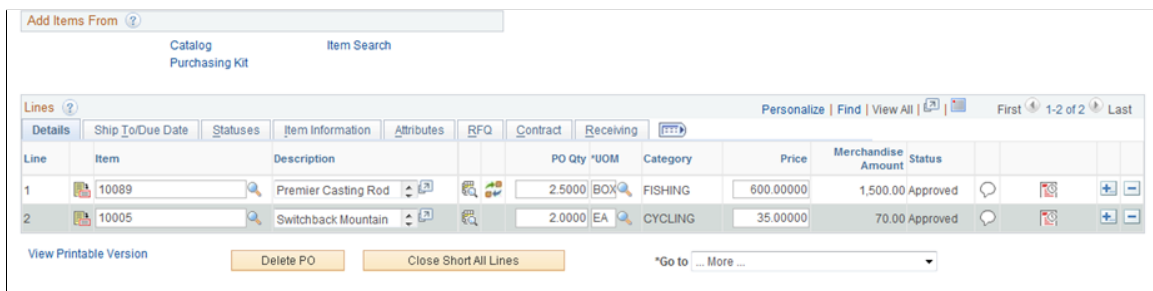 Add Items From ?
Catalog Item Search
Purchasing Kit
Lines ? Personalize | Find | View All | | First 1-2 of 2 Last
Details Ship To/Due Date Statuses Item Information Attributes RFQ Contract Receiving
Line Item Description PO Qty *UOM Category Price Merchandise Amount Status
1 10089 Premier Casting Rod 2.5000 BOX FISHING 600.00000 1,500.00 Approved
2 10005 Switchback Mountain 2.0000 EA CYCLING 35.00000 70.00 Approved
View Printable Version Delete PO Close Short All Lines *Go to ... More ...